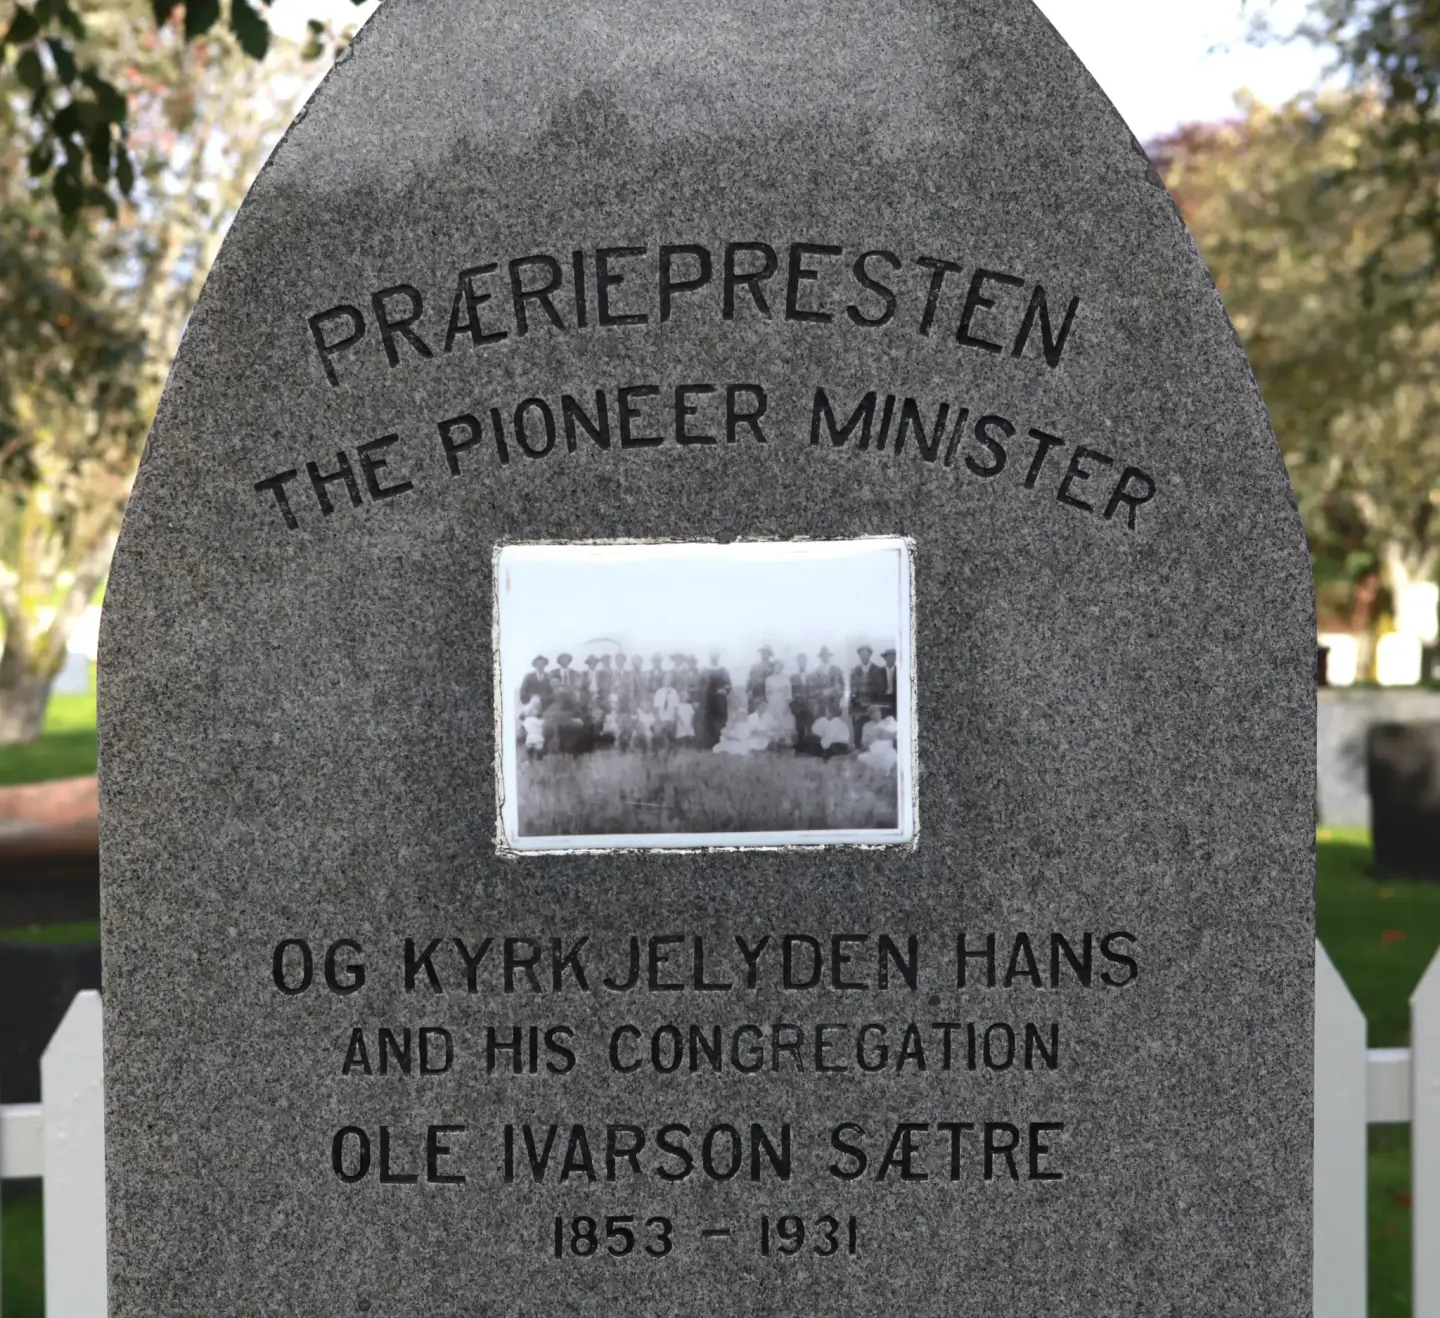 PRÆRIEPRESTEN
THE PIONEER MINISTER
OG KYRKJELYDEN HANS
AND HIS CONGREGATION
OLE IVARSON SÆTRE
1853 – 1931